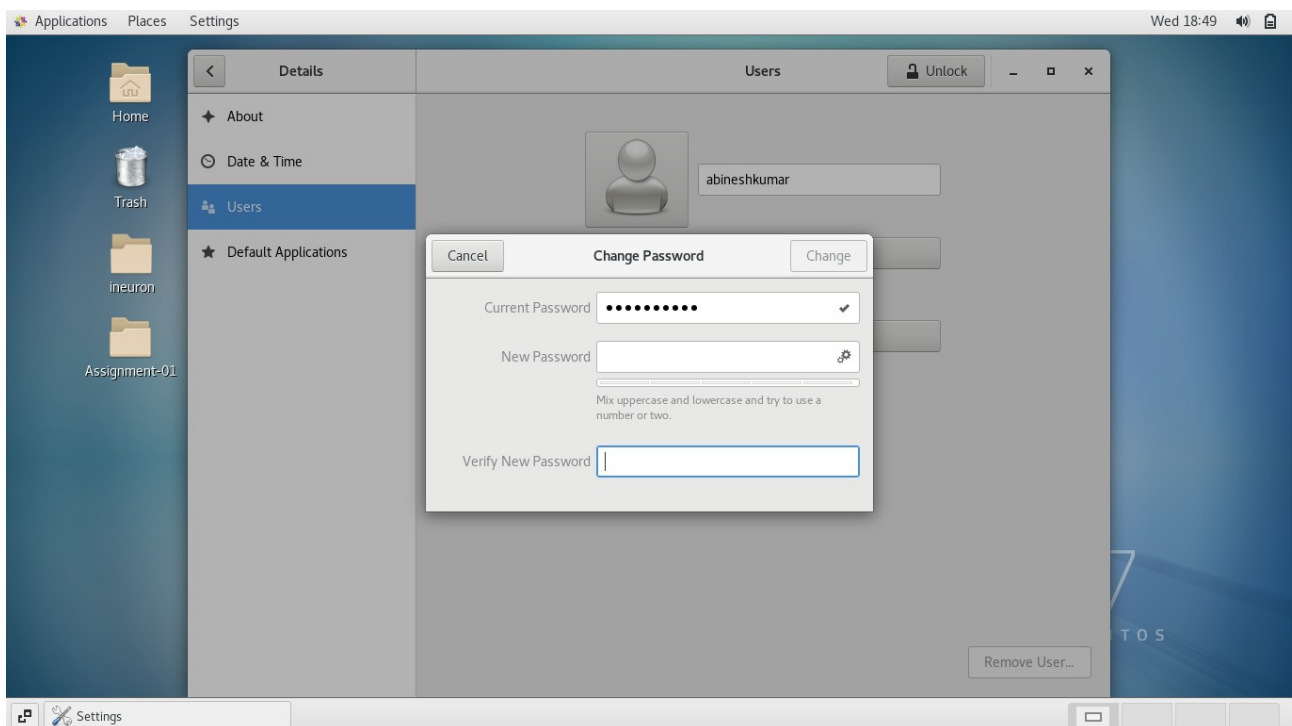 Applications Places Settings Wed 18:49
Details Users Unlock
Home
About
Date & Time
abineshkumar
Trash
Users
Default Applications
Cancel Change Password Change
ineuron
Current Password ••••••••••
New Password
Assignment-01
Mix uppercase and lowercase and try to use a
number or two.
Verify New Password
7
Remove User...
Settings